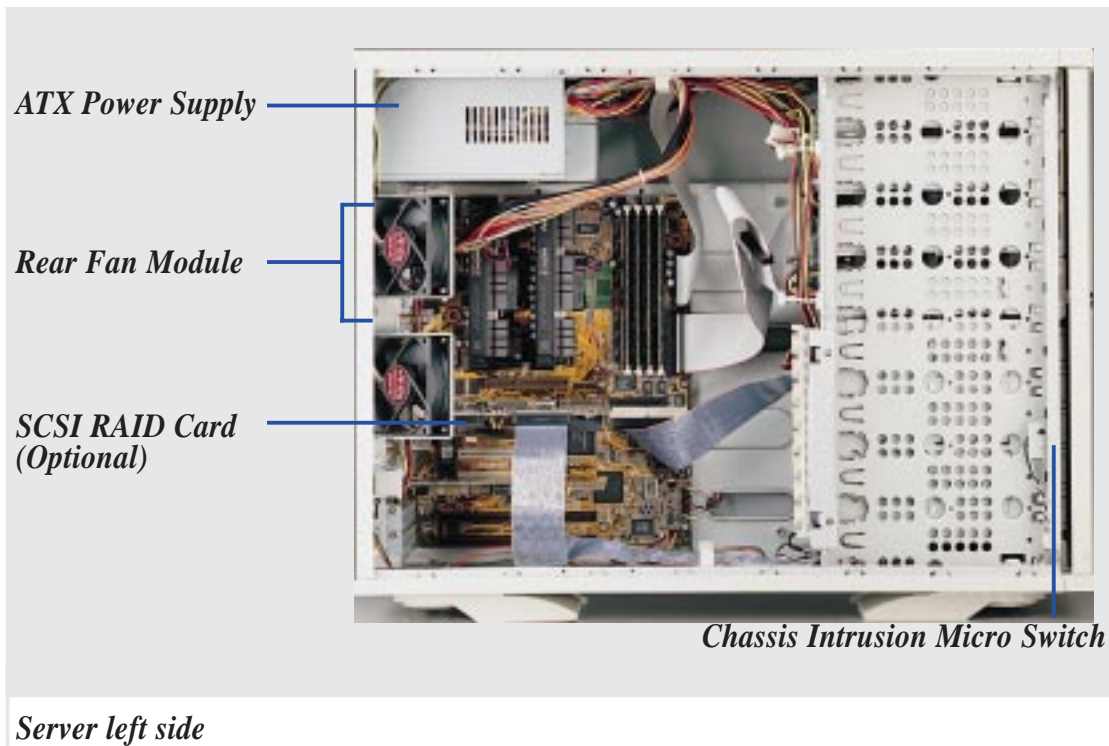 ATX Power Supply
Rear Fan Module
SCSI RAID Card
(Optional)
Chassis Intrusion Micro Switch
Server left side